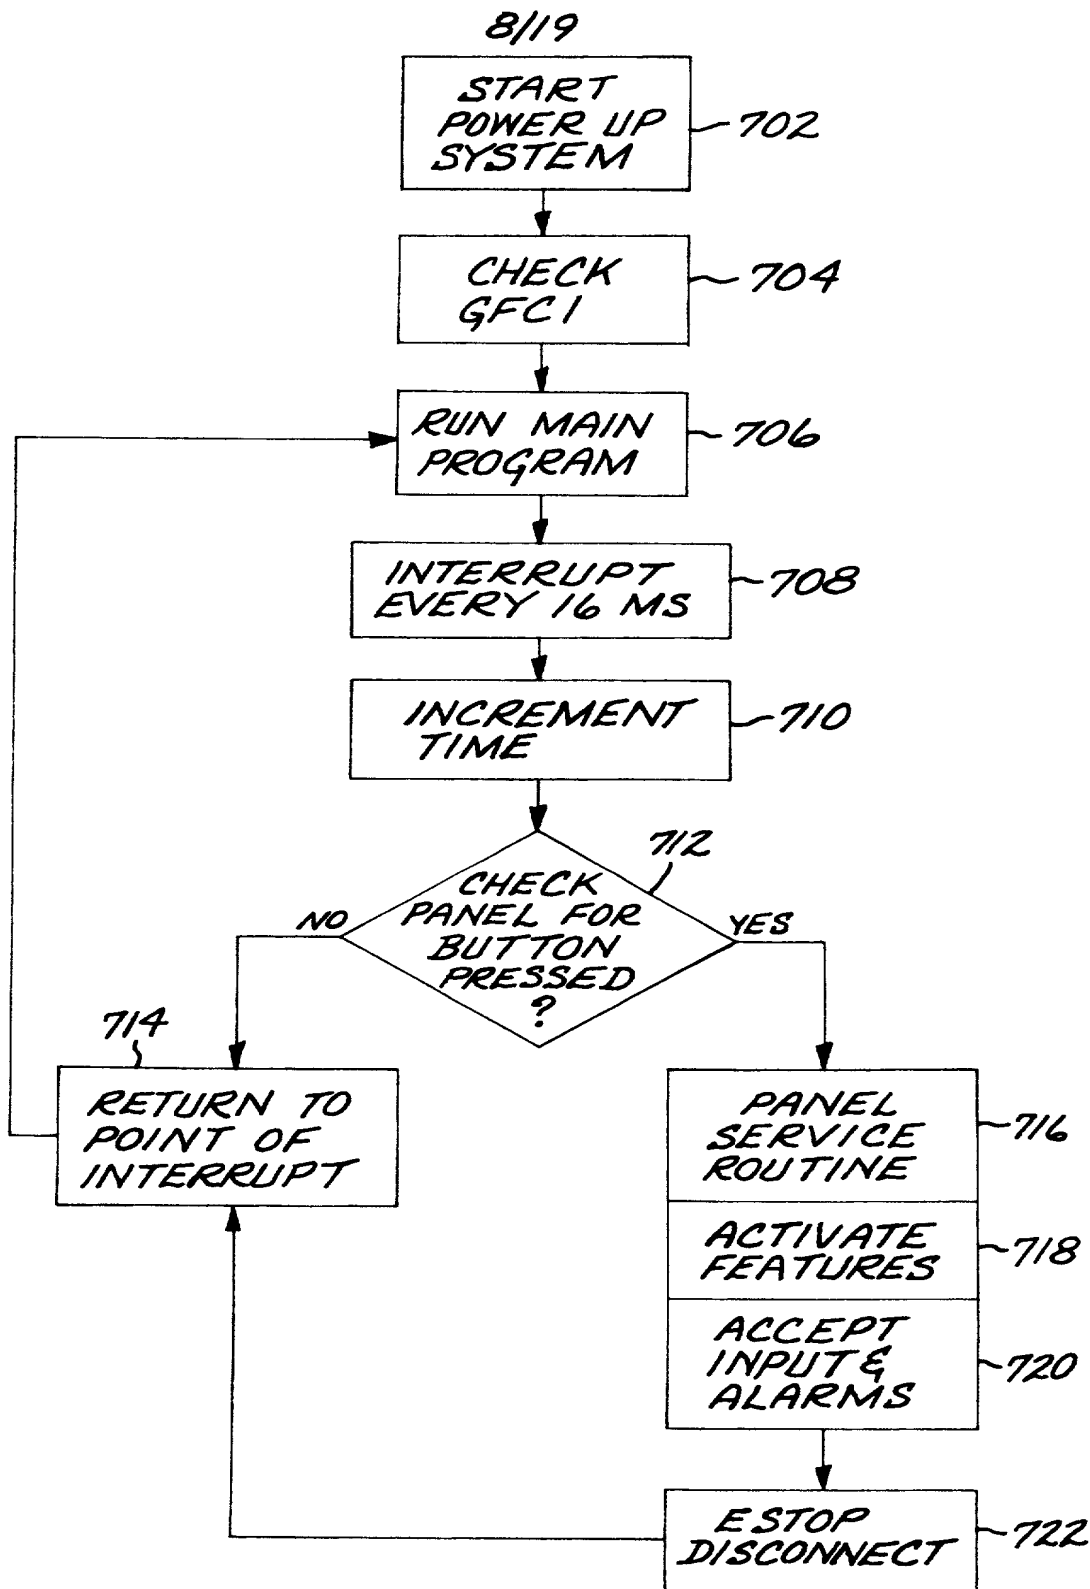 8/19
START
POWER UP
SYSTEM
702
CHECK
GFCI
704
RUN MAIN
PROGRAM
706
INTERRUPT
EVERY 16 MS
708
INCREMENT
TIME
710
712
CHECK
PANEL FOR
BUTTON
PRESSED
?
NO
YES
714
RETURN TO
POINT OF
INTERRUPT
PANEL
SERVICE
ROUTINE
716
ACTIVATE
FEATURES
718
ACCEPT
INPUT &
ALARMS
720
E STOP
DISCONNECT
722